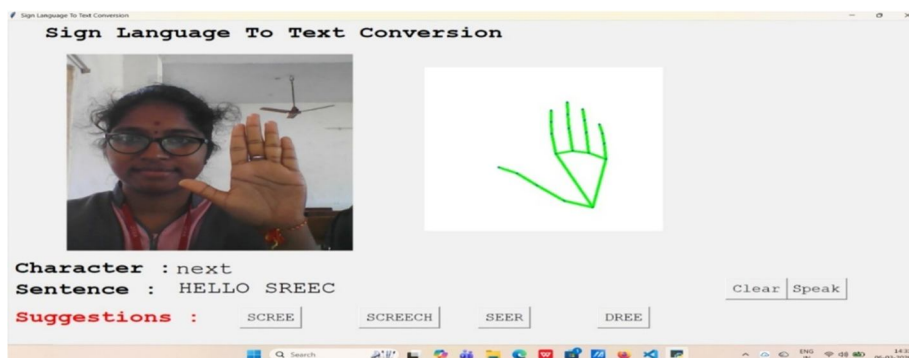 Sign Language To Text Conversion
Sign Language To Text Conversion
Character : next
Sentence : HELLO SREEC
Clear Speak
Suggestions : SCREE SCREECH SEER DREE
Search
ENG